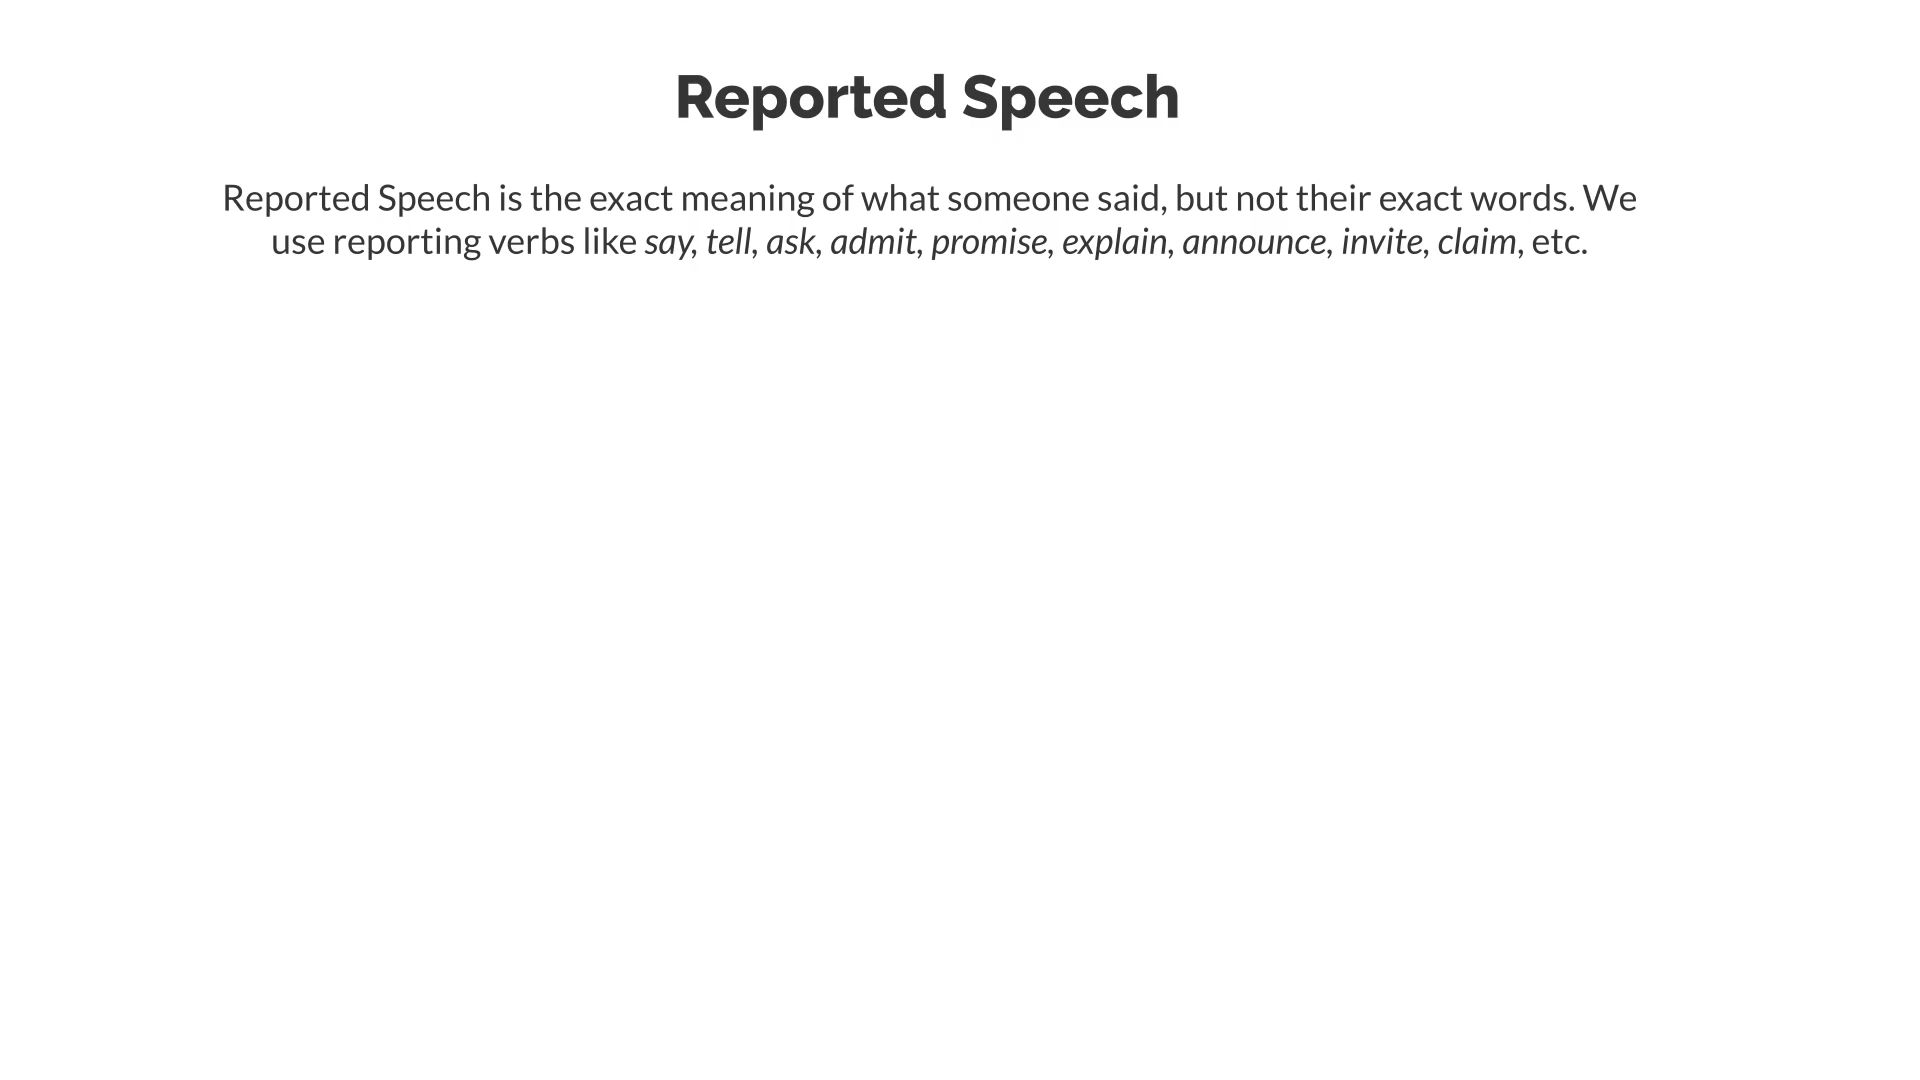 Reported Speech
Reported Speech is the exact meaning of what someone said, but not their exact words. We
use reporting verbs like say, tell, ask, admit, promise, explain, announce, invite, claim, etc.